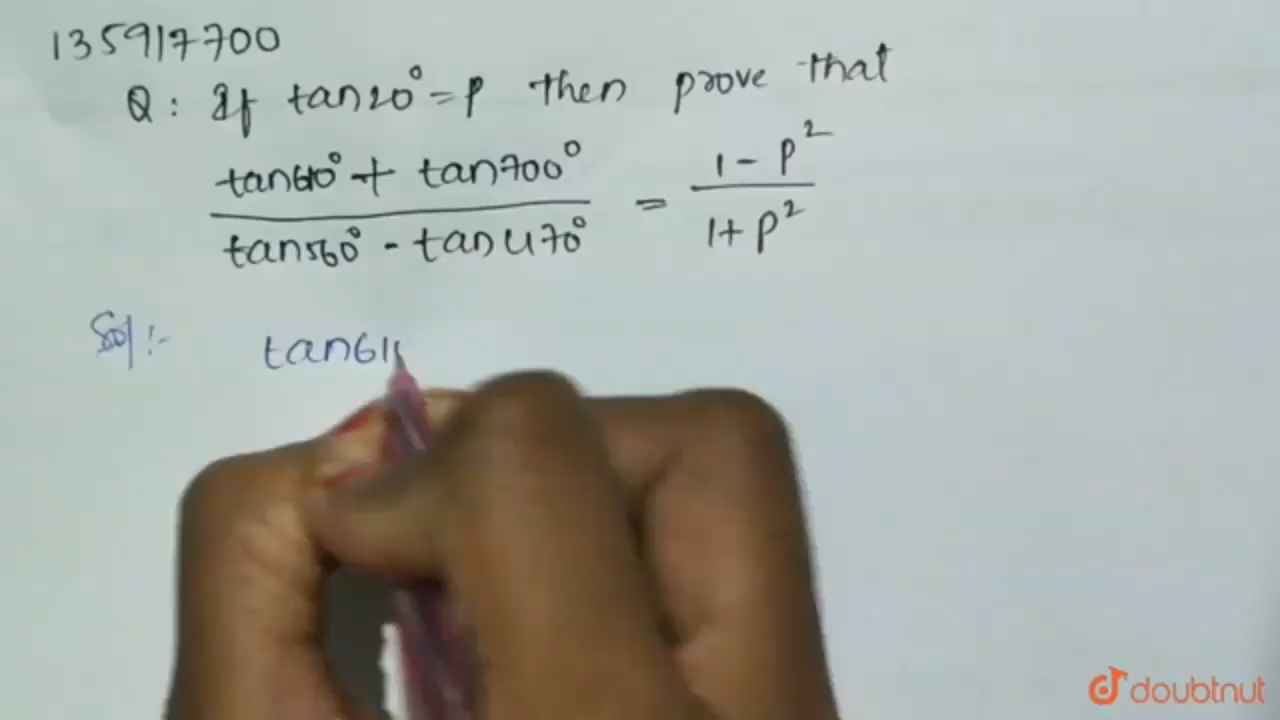 135917700
Q: If tan20° = P then prove that
tan610° + tan700° / tan560° - tan470° = 1 - P² / 1 + P²
Sol :- tan61
doubtnut